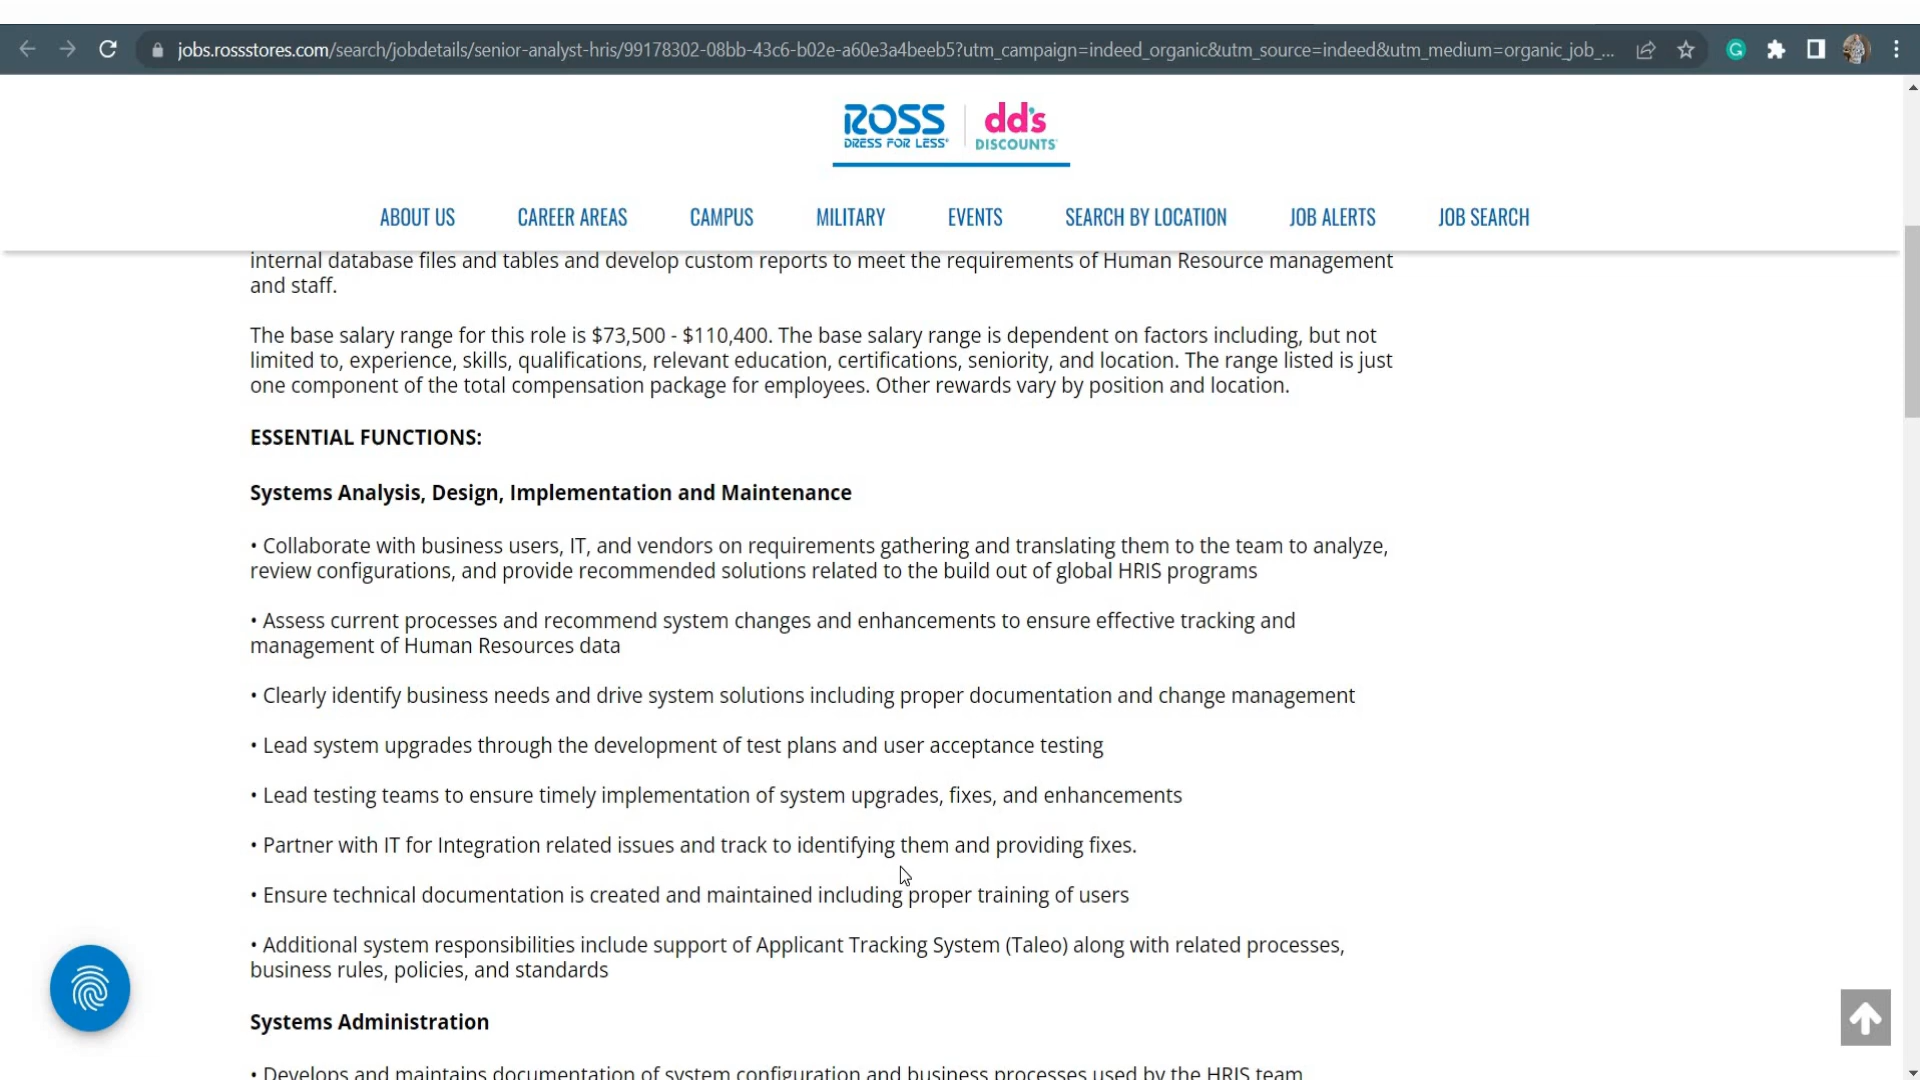 jobs.rossstores.com/search/jobdetails/senior-analyst-hris/99178302-08bb-43c6-b02e-a60e3a4beeb5?utm_campaign=indeed_organic&utm_source=indeed&utm_medium=organic_job_...
ROSS
DRESS FOR LESS®
dd's
DISCOUNTS
ABOUT US CAREER AREAS CAMPUS MILITARY EVENTS SEARCH BY LOCATION JOB ALERTS JOB SEARCH
internal database files and tables and develop custom reports to meet the requirements of Human Resource management
and staff.
The base salary range for this role is $73,500 - $110,400. The base salary range is dependent on factors including, but not
limited to, experience, skills, qualifications, relevant education, certifications, seniority, and location. The range listed is just
one component of the total compensation package for employees. Other rewards vary by position and location.
ESSENTIAL FUNCTIONS:
Systems Analysis, Design, Implementation and Maintenance
• Collaborate with business users, IT, and vendors on requirements gathering and translating them to the team to analyze,
review configurations, and provide recommended solutions related to the build out of global HRIS programs
• Assess current processes and recommend system changes and enhancements to ensure effective tracking and
management of Human Resources data
• Clearly identify business needs and drive system solutions including proper documentation and change management
• Lead system upgrades through the development of test plans and user acceptance testing
• Lead testing teams to ensure timely implementation of system upgrades, fixes, and enhancements
• Partner with IT for Integration related issues and track to identifying them and providing fixes.
• Ensure technical documentation is created and maintained including proper training of users
• Additional system responsibilities include support of Applicant Tracking System (Taleo) along with related processes,
business rules, policies, and standards
Systems Administration
• Develops and maintains documentation of system configuration and business processes used by the HRIS team